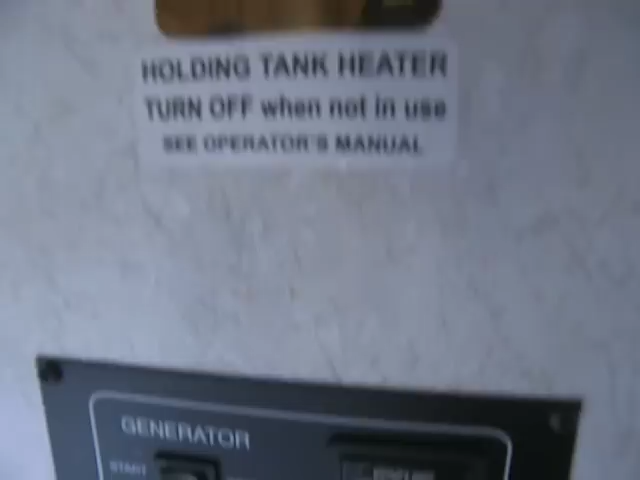 HOLDING TANK HEATER
TURN OFF when not in use
SEE OPERATOR'S MANUAL
GENERATOR
START